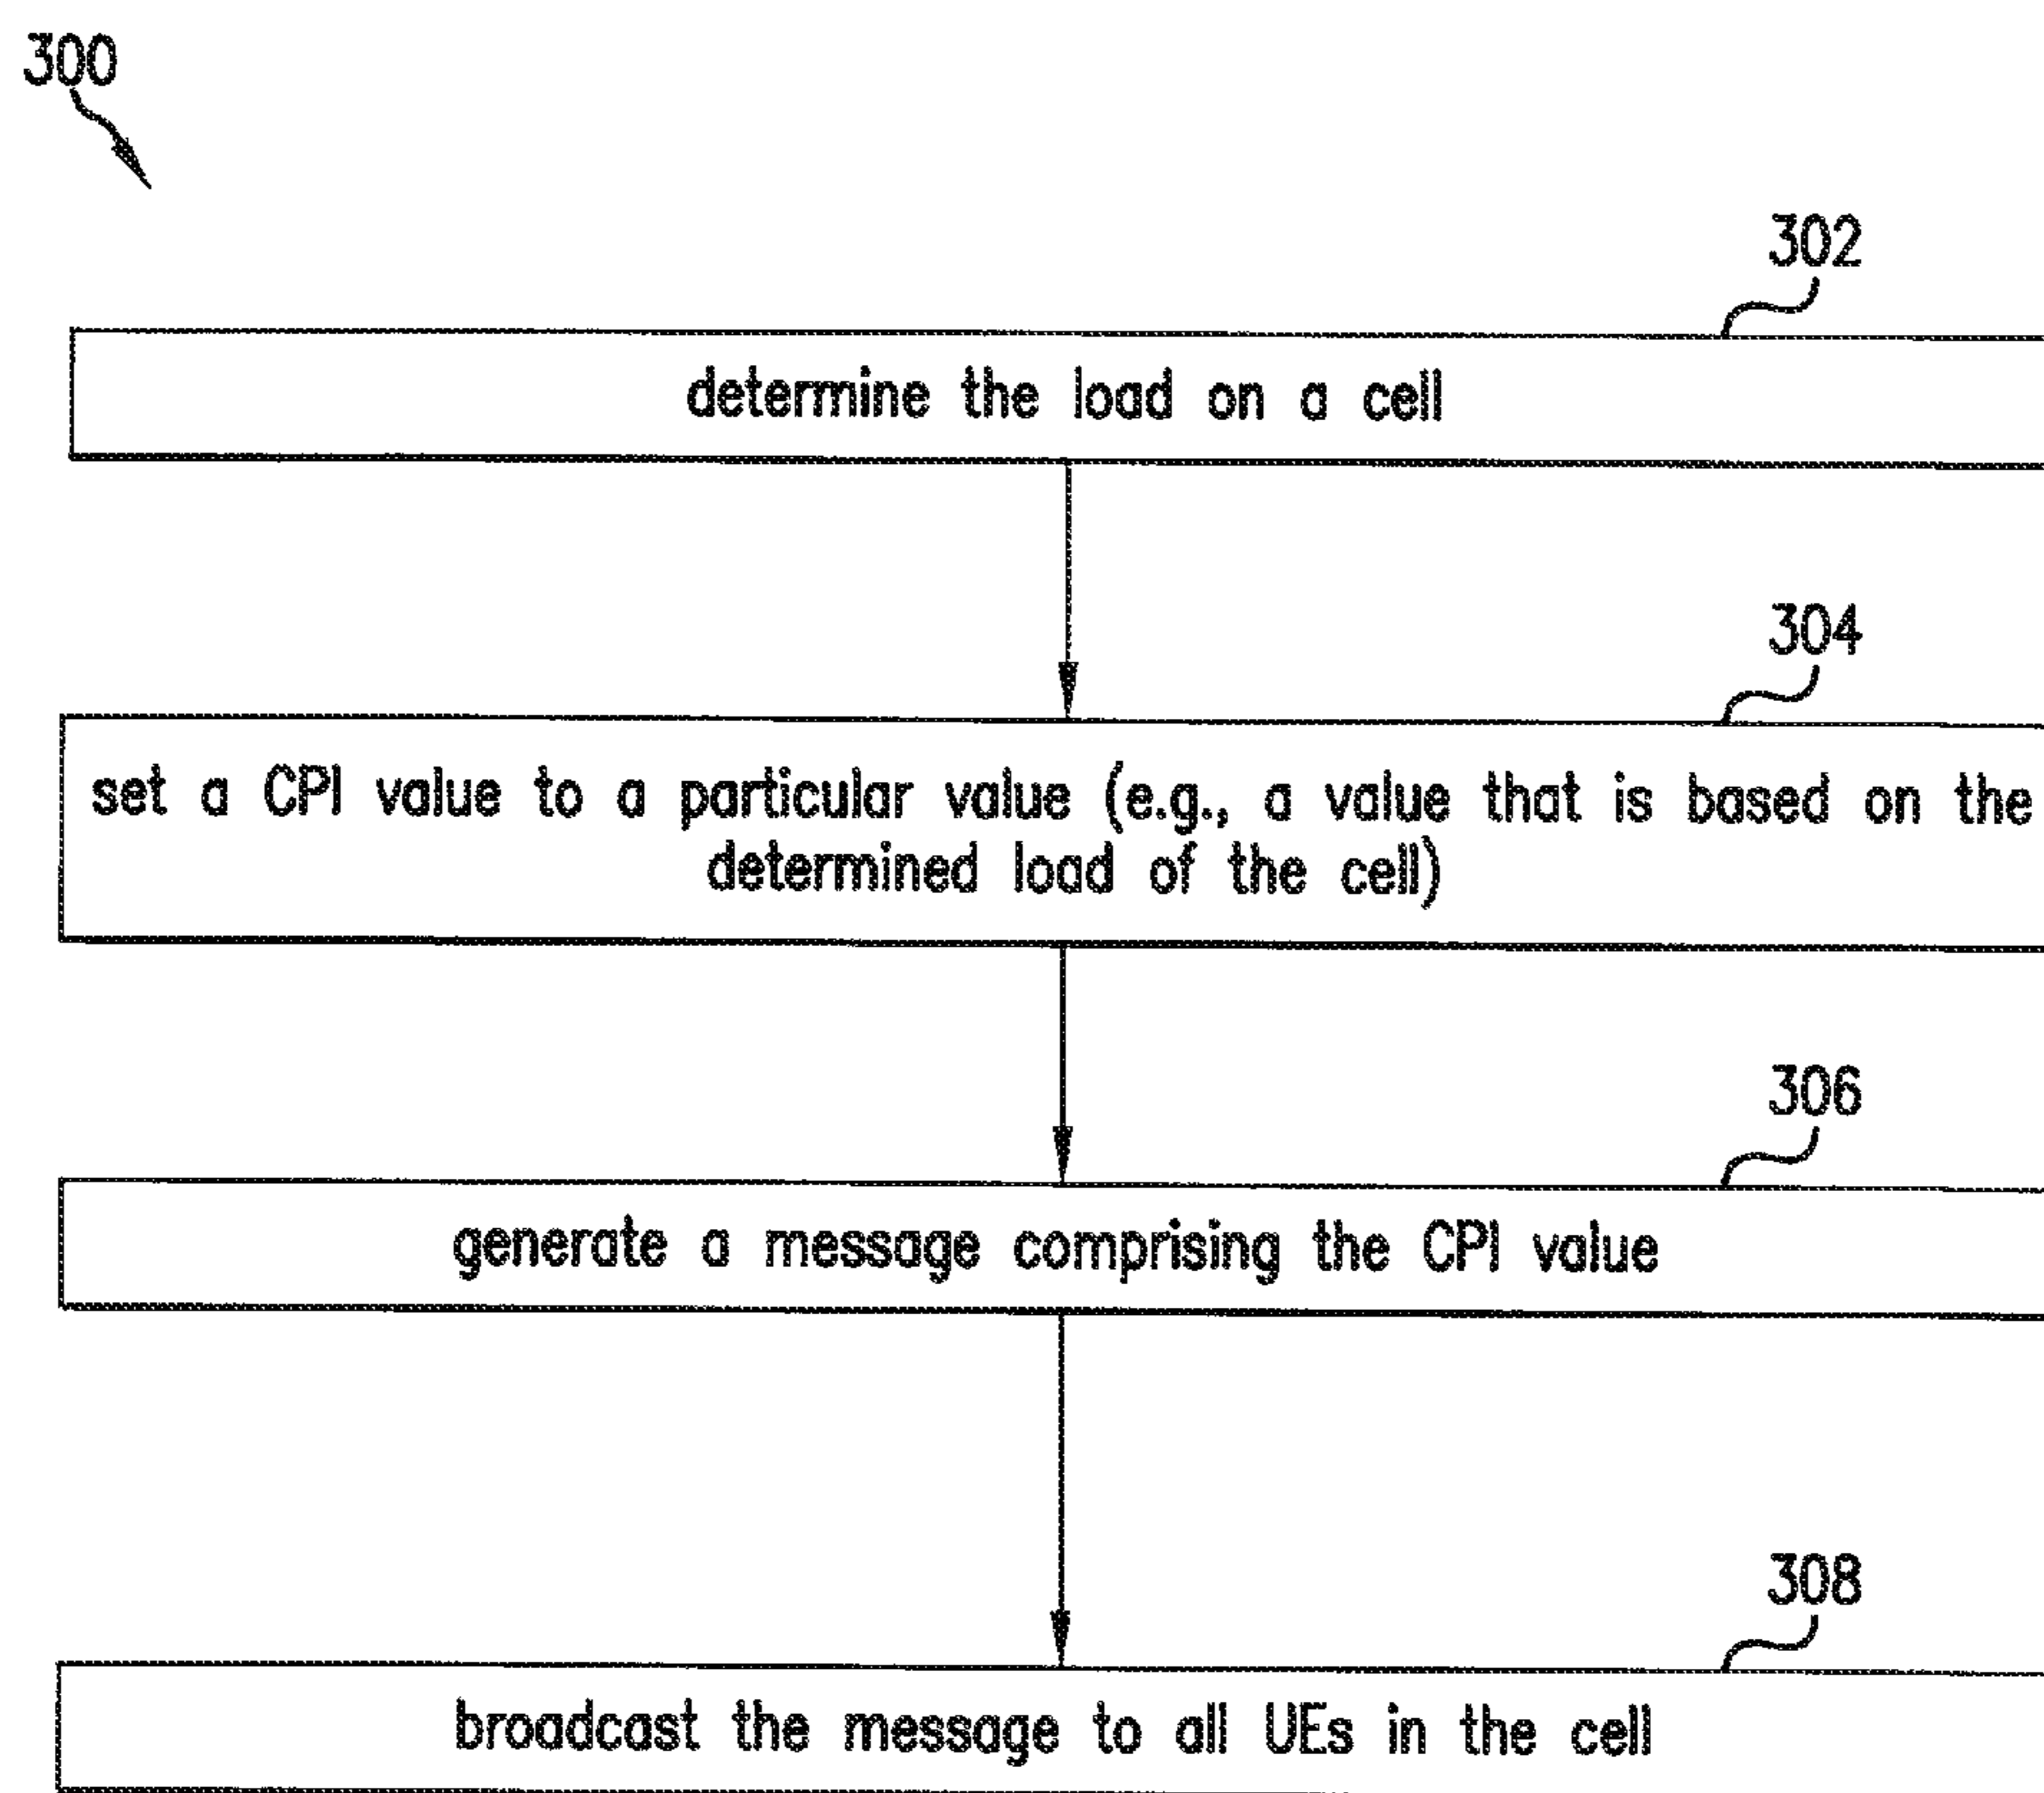 300
302
determine the load on a cell
304
set a CPI value to a particular value (e.g., a value that is based on the
determined load of the cell)
306
generate a message comprising the CPI value
308
broadcast the message to all UEs in the cell